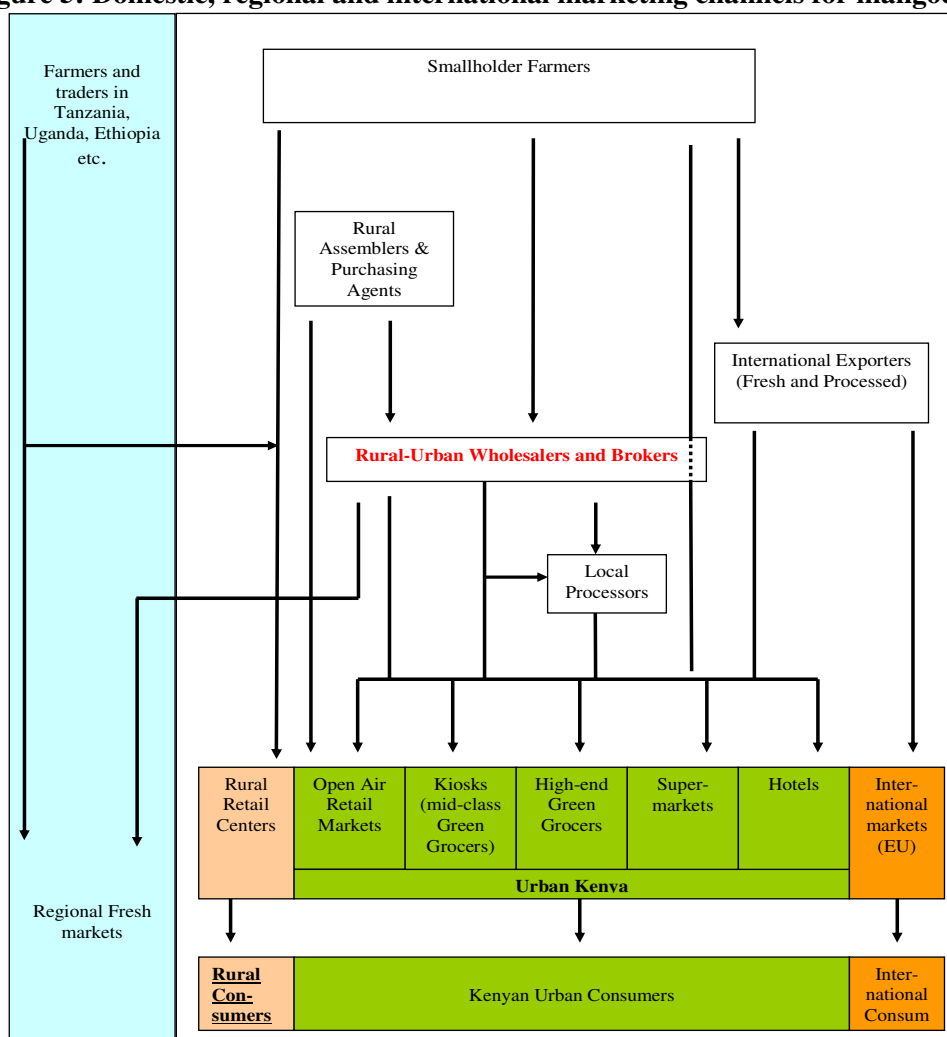 gure 3: Domestic, regional and international marketing channels for mango
Farmers and
traders in
Tanzania,
Uganda, Ethiopia
etc.
Smallholder Farmers
Rural
Assemblers &
Purchasing
Agents
International Exporters
(Fresh and Processed)
Rural-Urban Wholesalers and Brokers
Local
Processors
Rural
Retail
Centers
Open Air
Retail
Markets
Kiosks
(mid-class
Green
Grocers)
High-end
Green
Grocers
Super-
markets
Hotels
Inter-
national
markets
(EU)
Urban Kenya
Regional Fresh
markets
Rural
Con-
sumers
Kenyan Urban Consumers
Inter-
national
Consum